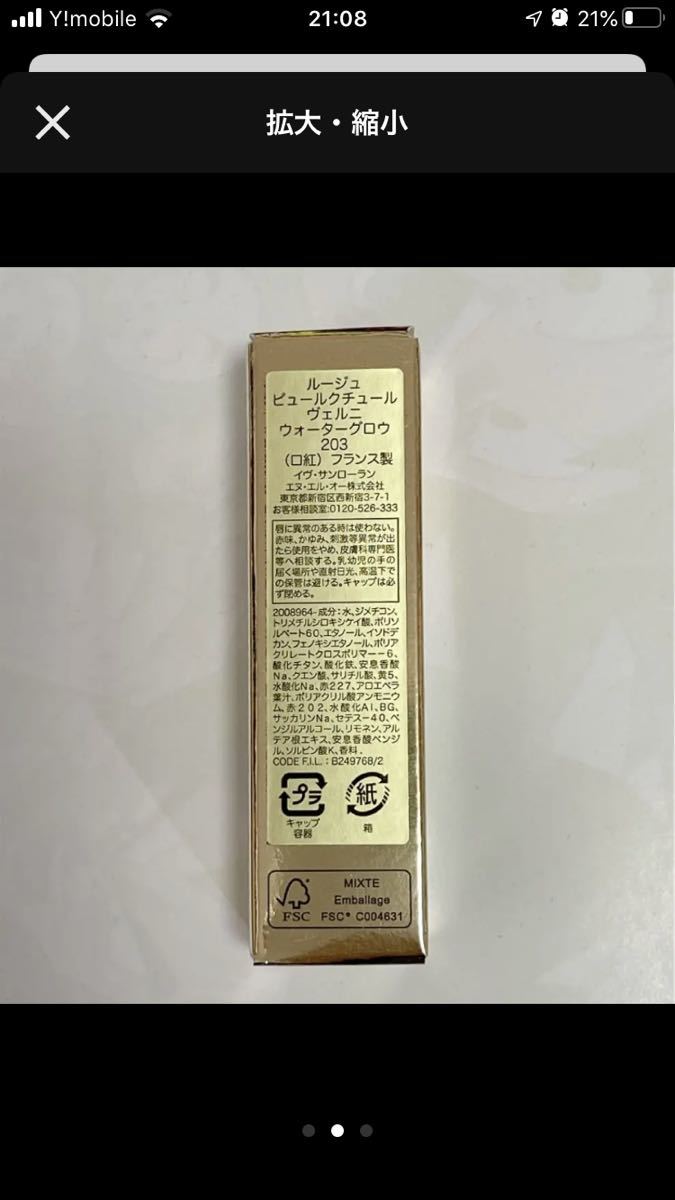 Y!mobile 21:08 21%
拡大・縮小
ルージュ
ピュールクチュール
ヴェルニ
ウォーターグロウ
203
（口紅）フランス製
イヴ・サンローラン
エヌ・エル・オー株式会社
東京都新宿区西新宿3-7-1
お客様相談室:0120-526-333
唇に異常のある時は使わない。
赤味、かゆみ、刺激等異常が出
たら使用をやめ、皮膚科専門医
等へ相談する。乳幼児の手の
届く場所や直射日光、高温下で
の保管は避ける。キャップは必
ず閉める。
2008964-成分：水、ジメチコン、
トリメチルシロキシケイ酸、ポリソ
ルベート60、エタノール、イソドデ
カン、フェノキシエタノール、ポリア
クリレートクロスポリマー-6、
酸化チタン、酸化鉄、安息香酸
Na、クエン酸、サリチル酸、黄5、
水酸化Na、赤227、アロエベラ
葉汁、ポリアクリル酸アンモニウ
ム、赤202、水酸化Al、BG、
サッカリンNa、セテス-40、ベ
ンジルアルコール、リモネン、アル
テア根エキス、安息香酸ベンジ
ル、ソルビン酸K、香料.
CODE F.I.L. : B249768/2
プラ 紙
キャップ 箱
容器
MIXTE
Emballage
FSC FSC® C004631